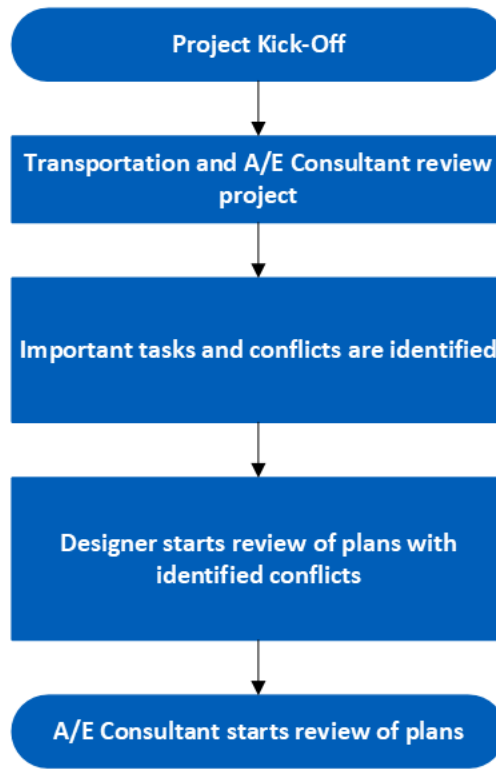 Project Kick-Off
Transportation and A/E Consultant review
project
Important tasks and conflicts are identified
Designer starts review of plans with
identified conflicts
A/E Consultant starts review of plans